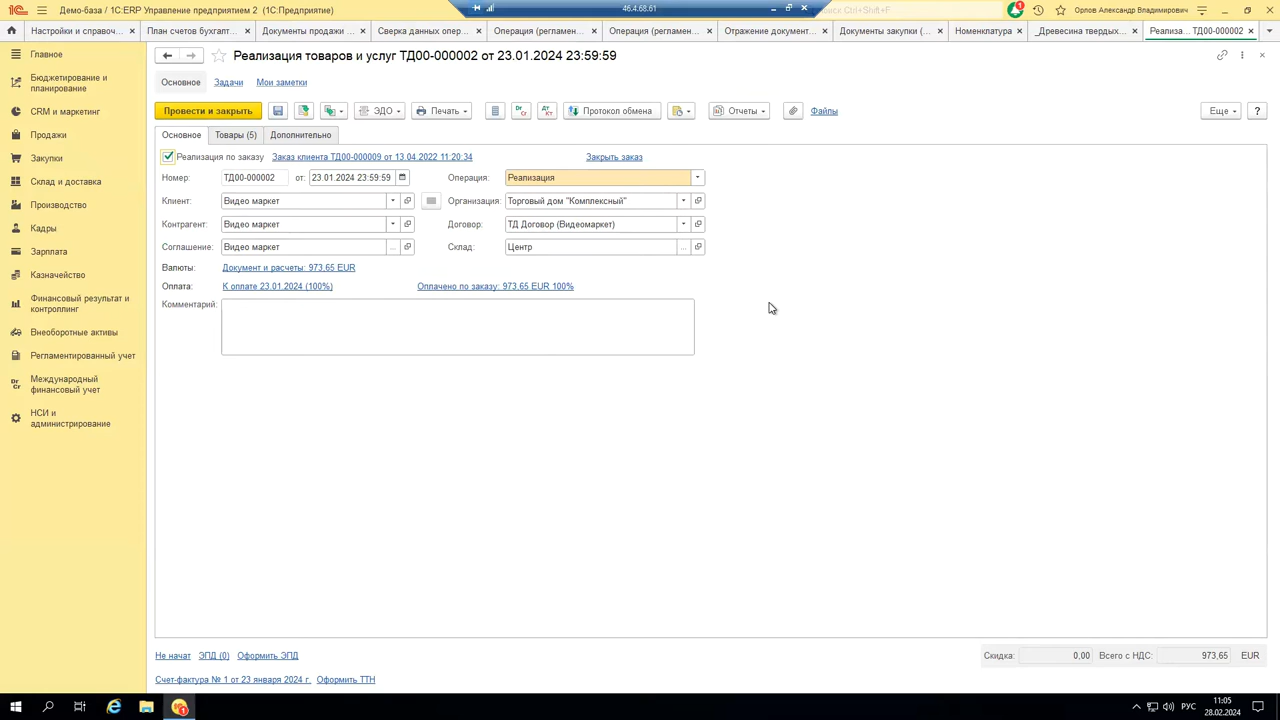 Демо-база / 1С:ERP Управление предприятием 2 (1С:Предприятие)
46.4.68.61
поиск Ctrl+Shift+F
1
Орлов Александр Владимирович
Настройки и справоч...
План счетов бухгалт...
Документы продажи ...
Сверка данных опер...
Операция (регламен...
Операция (регламен...
Отражение документ...
Документы закупки (...
Номенклатура
_Древесина твердых...
Реализа... ТД00-000002
Главное
Бюджетирование и
планирование
CRM и маркетинг
Продажи
Закупки
Склад и доставка
Производство
Кадры
Зарплата
Казначейство
Финансовый результат и
контроллинг
Внеоборотные активы
Регламентированный учет
Международный
финансовый учет
НСИ и
администрирование
Реализация товаров и услуг ТД00-000002 от 23.01.2024 23:59:59
Основное Задачи Мои заметки
Провести и закрыть ЭДО Печать Дт Кт Протокол обмена Отчеты Файлы Еще ?
Основное Товары (5) Дополнительно
Реализация по заказу Заказ клиента ТД00-000009 от 13.04.2022 11:20:34 Закрыть заказ
Номер: ТД00-000002 от: 23.01.2024 23:59:59 Операция: Реализация
Клиент: Видео маркет Организация: Торговый дом "Комплексный"
Контрагент: Видео маркет Договор: ТД Договор (Видеомаркет)
Соглашение: Видео маркет ... Склад: Центр ...
Валюты: Документ и расчеты: 973,65 EUR
Оплата: К оплате 23.01.2024 (100%) Оплачено по заказу: 973,65 EUR 100%
Комментарий:
Не начат ЭПД (0) Оформить ЭПД
Скидка: 0,00 Всего с НДС: 973,65 EUR
Счет-фактура № 1 от 23 января 2024 г. Оформить ТТН
РУС
11:05
28.02.2024